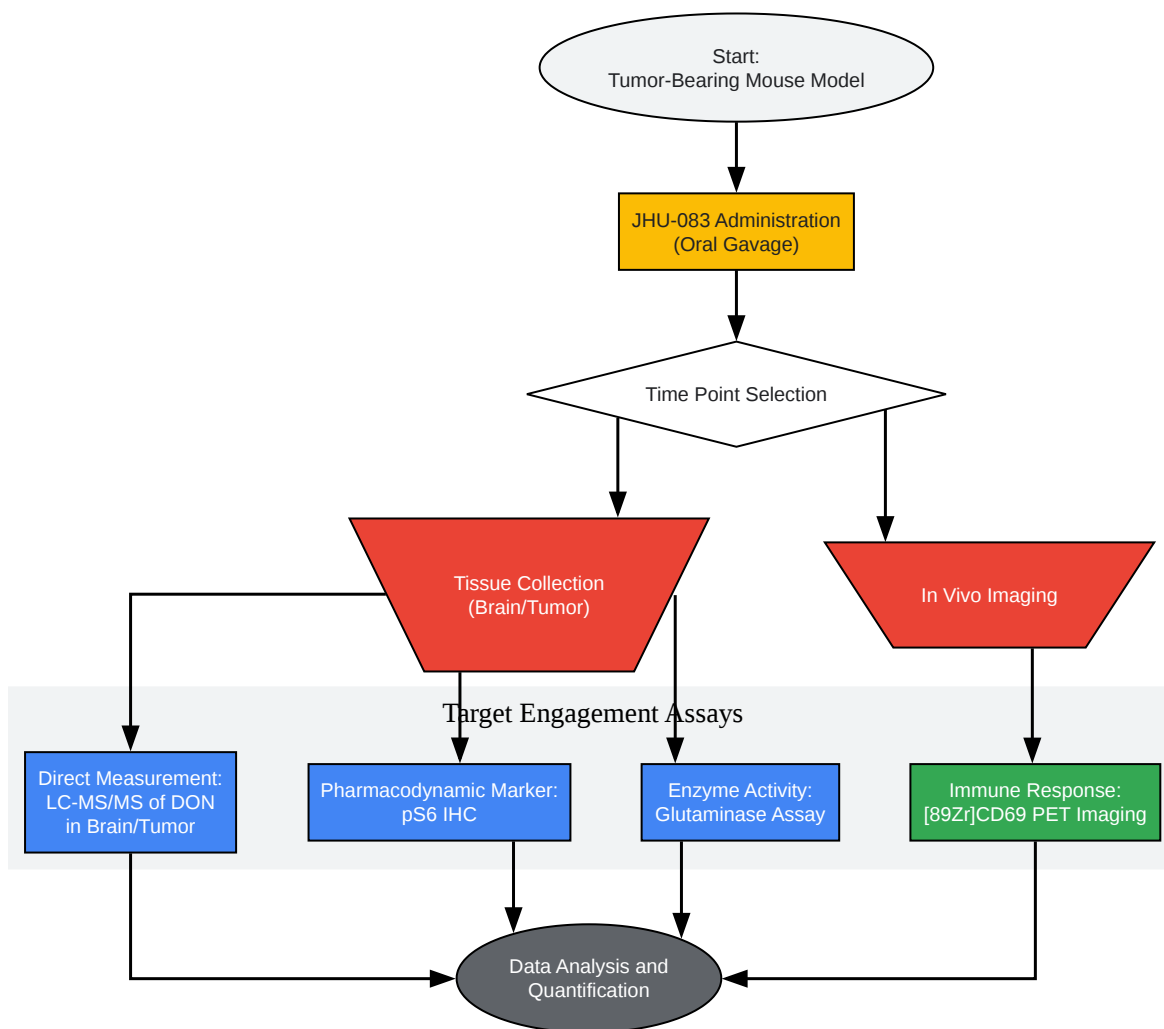 Start:
Tumor-Bearing Mouse Model
JHU-083 Administration
(Oral Gavage)
Time Point Selection
Tissue Collection
(Brain/Tumor)
In Vivo Imaging
Target Engagement Assays
Direct Measurement:
LC-MS/MS of DON
in Brain/Tumor
Pharmacodynamic Marker:
pS6 IHC
Enzyme Activity:
Glutaminase Assay
Immune Response:
[89Zr]CD69 PET Imaging
Data Analysis and
Quantification